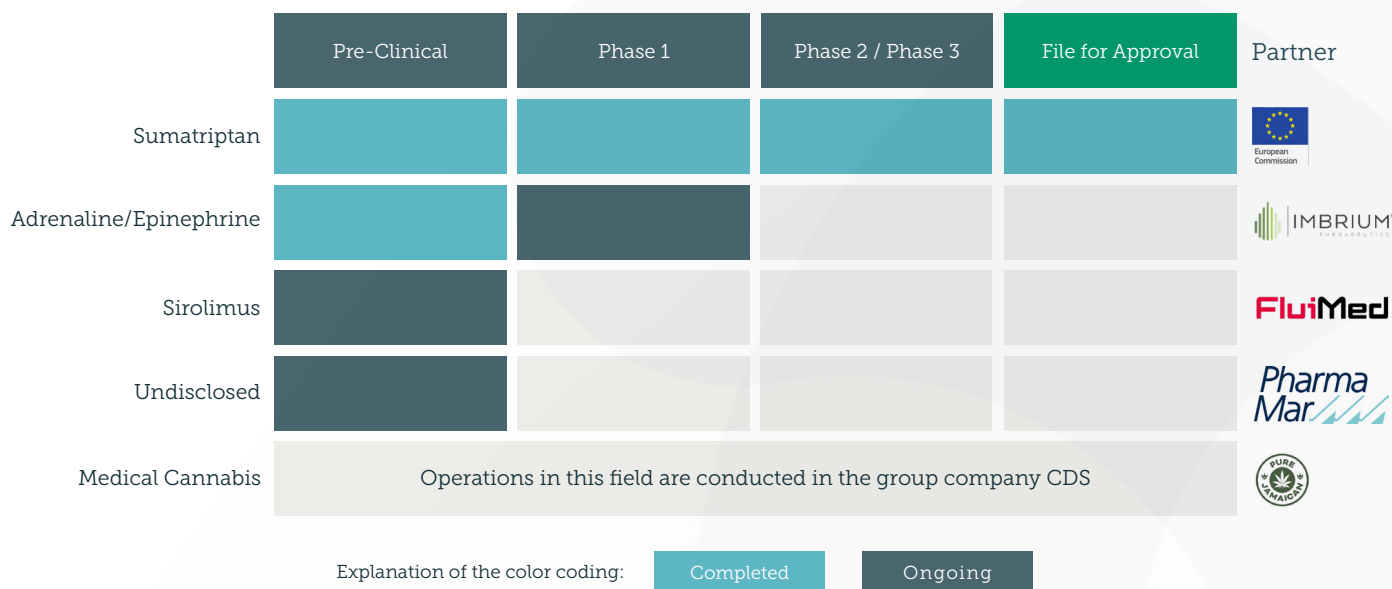 Pre-Clinical Phase 1 Phase 2 / Phase 3 File for Approval Partner
Sumatriptan
European
Commission
Adrenaline/Epinephrine
IMBRIUM
THERAPEUTICS
Sirolimus
FluiMed
Undisclosed
Pharma
Mar
Medical Cannabis
Operations in this field are conducted in the group company CDS
PURE
JAMAICAN
Explanation of the color coding: Completed Ongoing